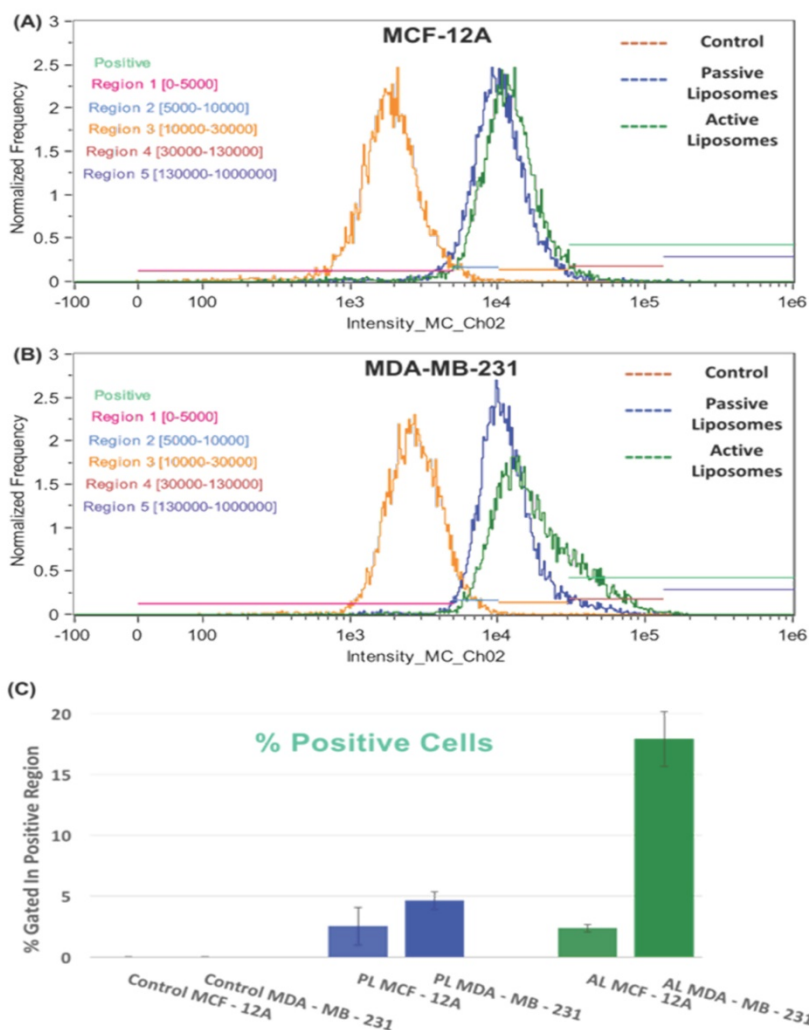 (A)
MCF-12A
3
2.5
2
1.5
1
0.5
0
Normalized Frequency
Positive
Region 1 [0-5000]
Region 2 [5000-10000]
Region 3 [10000-30000]
Region 4 [30000-130000]
Region 5 [130000-1000000]
Control
Passive
Liposomes
Active
Liposomes
-100 0 100 1e3 1e4 1e5 1e6
Intensity_MC_Ch02
(B)
MDA-MB-231
3
2.5
2
1.5
1
0.5
0
Normalized Frequency
Positive
Region 1 [0-5000]
Region 2 [5000-10000]
Region 3 [10000-30000]
Region 4 [30000-130000]
Region 5 [130000-1000000]
Control
Passive
Liposomes
Active
Liposomes
-100 0 100 1e3 1e4 1e5 1e6
Intensity_MC_Ch02
(C)
% Positive Cells
20
15
10
5
0
% Gated In Positive Region
Control MCF - 12A
Control MDA - MB - 231
PL MCF - 12A
PL MDA - MB - 231
AL MCF - 12A
AL MDA - MB - 231